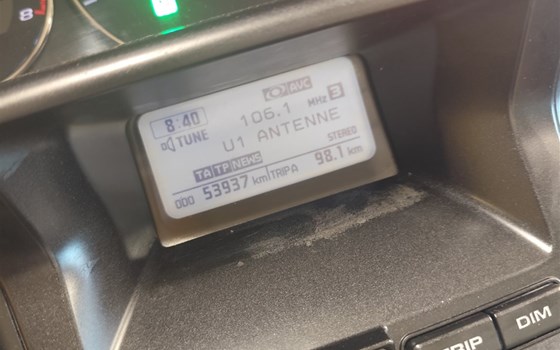 8
AVC
8:40 106.1 MHz 3
TUNE
U1 ANTENNE
STEREO
TA TP NEWS
ODO 53937 km TRIP A 98.1 km
TRIP DIM